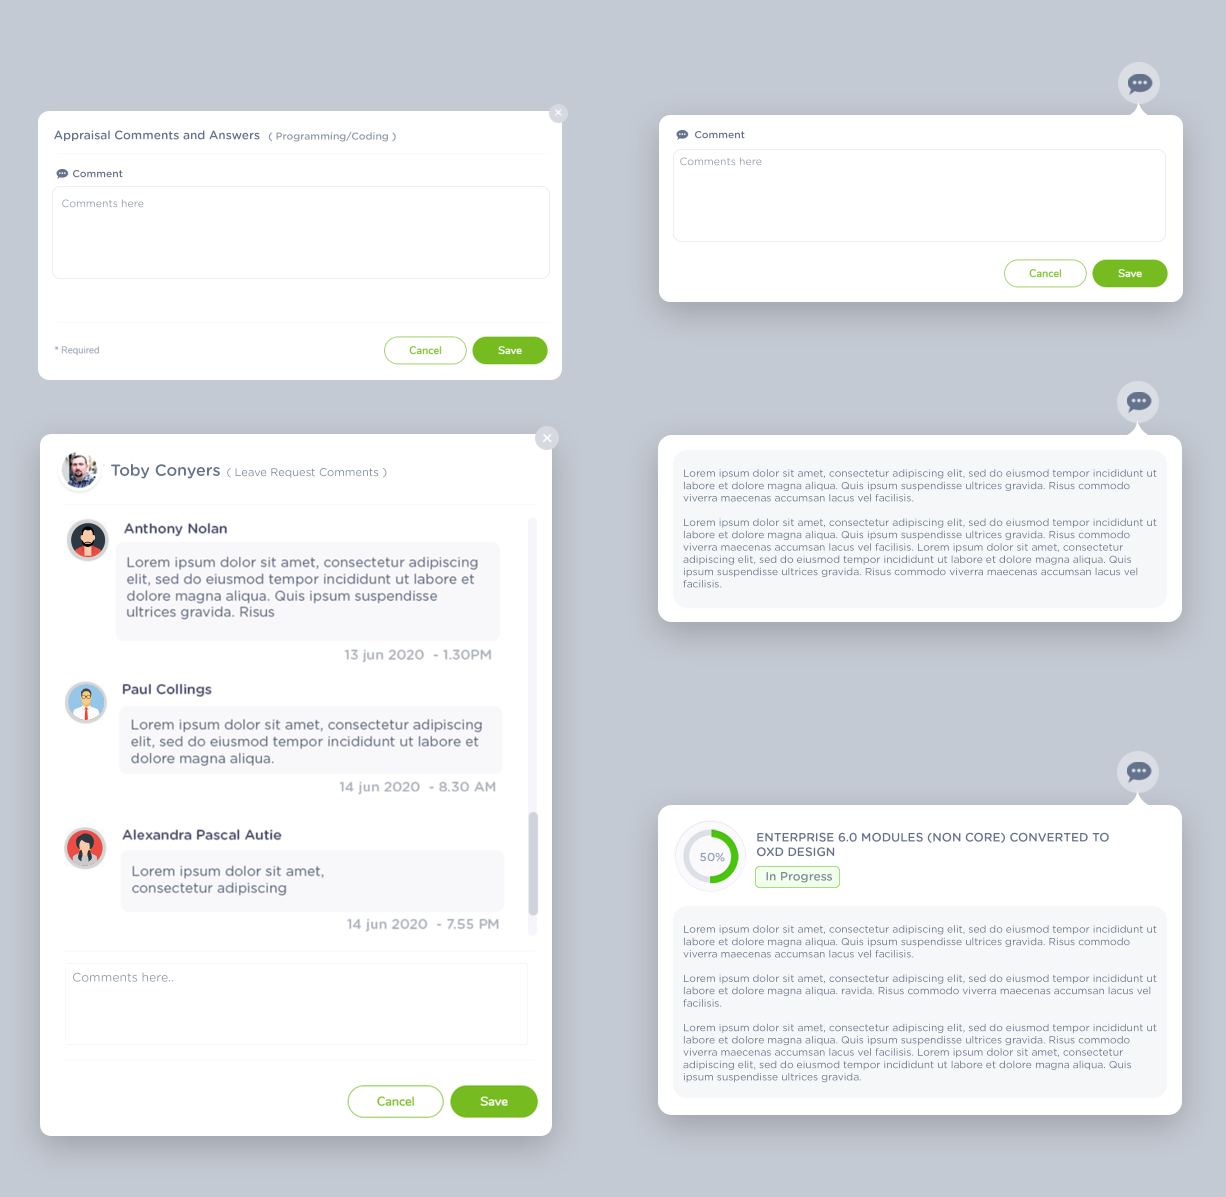 Appraisal Comments and Answers ( Programming/Coding )
Comment
Comments here
* Required
Cancel
Save
Toby Conyers ( Leave Request Comments )
Anthony Nolan
Lorem ipsum dolor sit amet, consectetur adipiscing
elit, sed do eiusmod tempor incididunt ut labore et
dolore magna aliqua. Quis ipsum suspendisse
ultrices gravida. Risus
13 jun 2020 - 1.30PM
Paul Collings
Lorem ipsum dolor sit amet, consectetur adipiscing
elit, sed do eiusmod tempor incididunt ut labore et
dolore magna aliqua.
14 jun 2020 - 8.30 AM
Alexandra Pascal Autie
Lorem ipsum dolor sit amet,
consectetur adipiscing
14 jun 2020 - 7.55 PM
Comments here..
Cancel
Save
Comment
Comments here
Cancel
Save
Lorem ipsum dolor sit amet, consectetur adipiscing elit, sed do eiusmod tempor incididunt ut
labore et dolore magna aliqua. Quis ipsum suspendisse ultrices gravida. Risus commodo
viverra maecenas accumsan lacus vel facilisis.
Lorem ipsum dolor sit amet, consectetur adipiscing elit, sed do eiusmod tempor incididunt ut
labore et dolore magna aliqua. Quis ipsum suspendisse ultrices gravida. Risus commodo
viverra maecenas accumsan lacus vel facilisis. Lorem ipsum dolor sit amet, consectetur
adipiscing elit, sed do eiusmod tempor incididunt ut labore et dolore magna aliqua. Quis
ipsum suspendisse ultrices gravida. Risus commodo viverra maecenas accumsan lacus vel
facilisis.
50%
ENTERPRISE 6.0 MODULES (NON CORE) CONVERTED TO
OXD DESIGN
In Progress
Lorem ipsum dolor sit amet, consectetur adipiscing elit, sed do eiusmod tempor incididunt ut
labore et dolore magna aliqua. Quis ipsum suspendisse ultrices gravida. Risus commodo
viverra maecenas accumsan lacus vel facilisis.
Lorem ipsum dolor sit amet, consectetur adipiscing elit, sed do eiusmod tempor incididunt ut
labore et dolore magna aliqua. ravida. Risus commodo viverra maecenas accumsan lacus vel
facilisis.
Lorem ipsum dolor sit amet, consectetur adipiscing elit, sed do eiusmod tempor incididunt ut
labore et dolore magna aliqua. Quis ipsum suspendisse ultrices gravida. Risus commodo
viverra maecenas accumsan lacus vel facilisis. Lorem ipsum dolor sit amet, consectetur
adipiscing elit, sed do eiusmod tempor incididunt ut labore et dolore magna aliqua. Quis
ipsum suspendisse ultrices gravida.